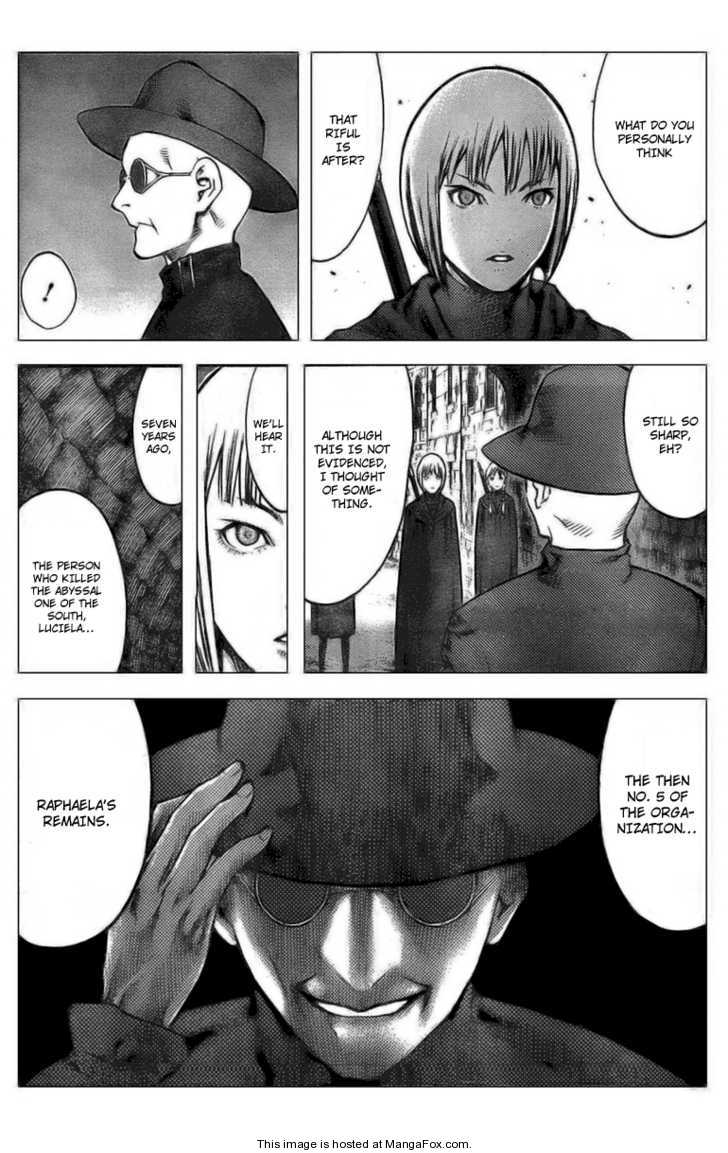 WHAT DO YOU
PERSONALLY
THINK
THAT
RIFUL
IS
AFTER?
!
STILL SO
SHARP,
EH?
ALTHOUGH
THIS IS NOT
EVIDENCED,
I THOUGHT
OF SOME-
THING.
WE'LL
HEAR
IT.
SEVEN
YEARS
AGO,
THE PERSON
WHO KILLED
THE ABYSSAL
ONE OF THE
SOUTH,
LUCIELA...
THE THEN
NO. 5 OF
THE ORGA-
NIZATION...
RAPHAELA'S
REMAINS.
This image is hosted at MangaFox.com.